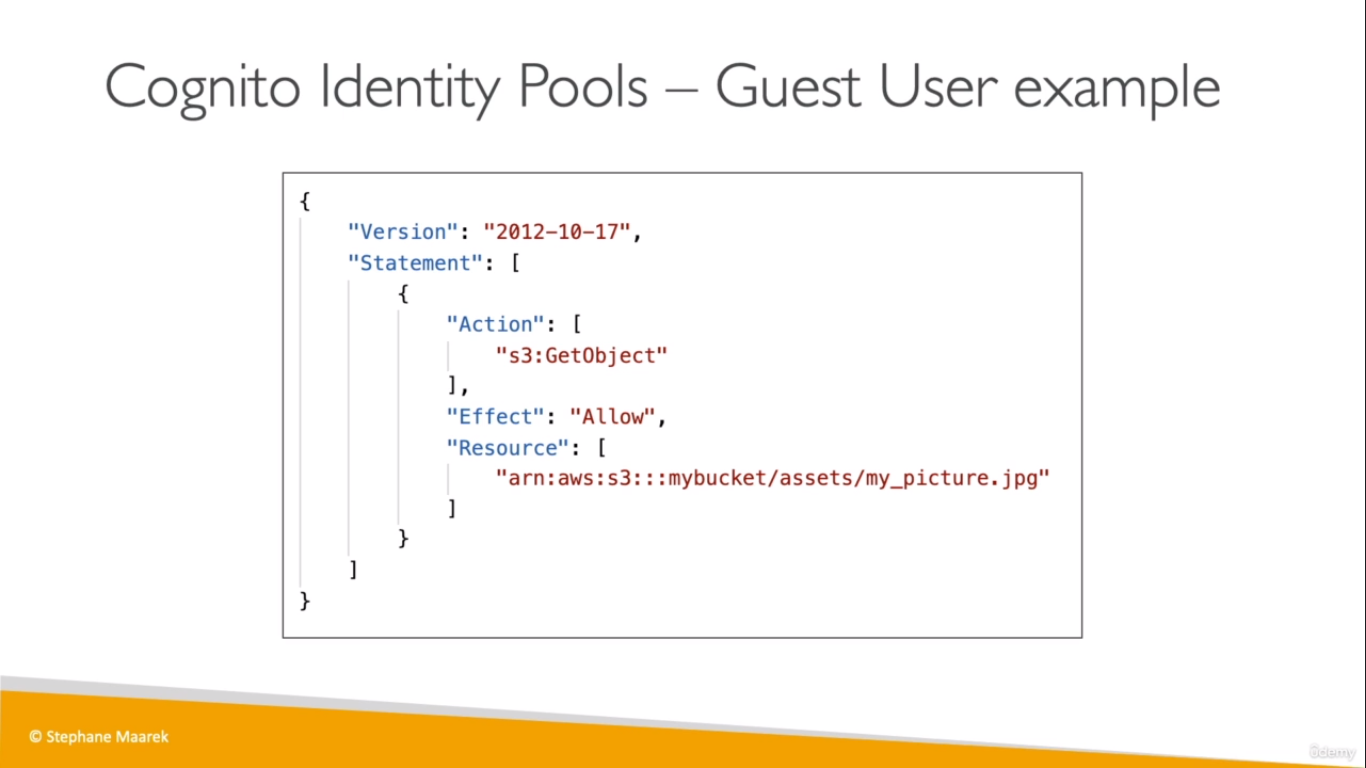 Cognito Identity Pools – Guest User example
{
"Version": "2012-10-17",
"Statement": [
{
"Action": [
"s3:GetObject"
],
"Effect": "Allow",
"Resource": [
"arn:aws:s3:::mybucket/assets/my_picture.jpg"
]
}
]
}
© Stephane Maarek
ûdemy